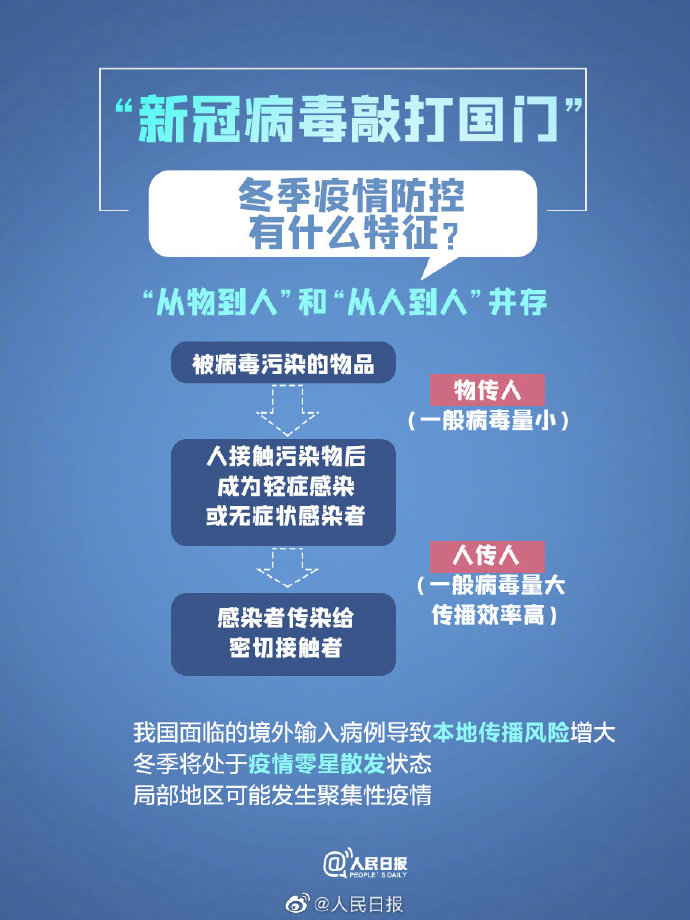 “新冠病毒敲打国门”
冬季疫情防控
有什么特征？
“从物到人”和“从人到人”并存
被病毒污染的物品
物传人
（一般病毒量小）
人接触污染物后
成为轻症感染
或无症状感染者
人传人
（一般病毒量大
传播效率高）
感染者传染给
密切接触者
我国面临的境外输入病例导致本地传播风险增大
冬季将处于疫情零星散发状态
局部地区可能发生聚集性疫情
@人民日报
PEOPLE'S DAILY
@人民日报